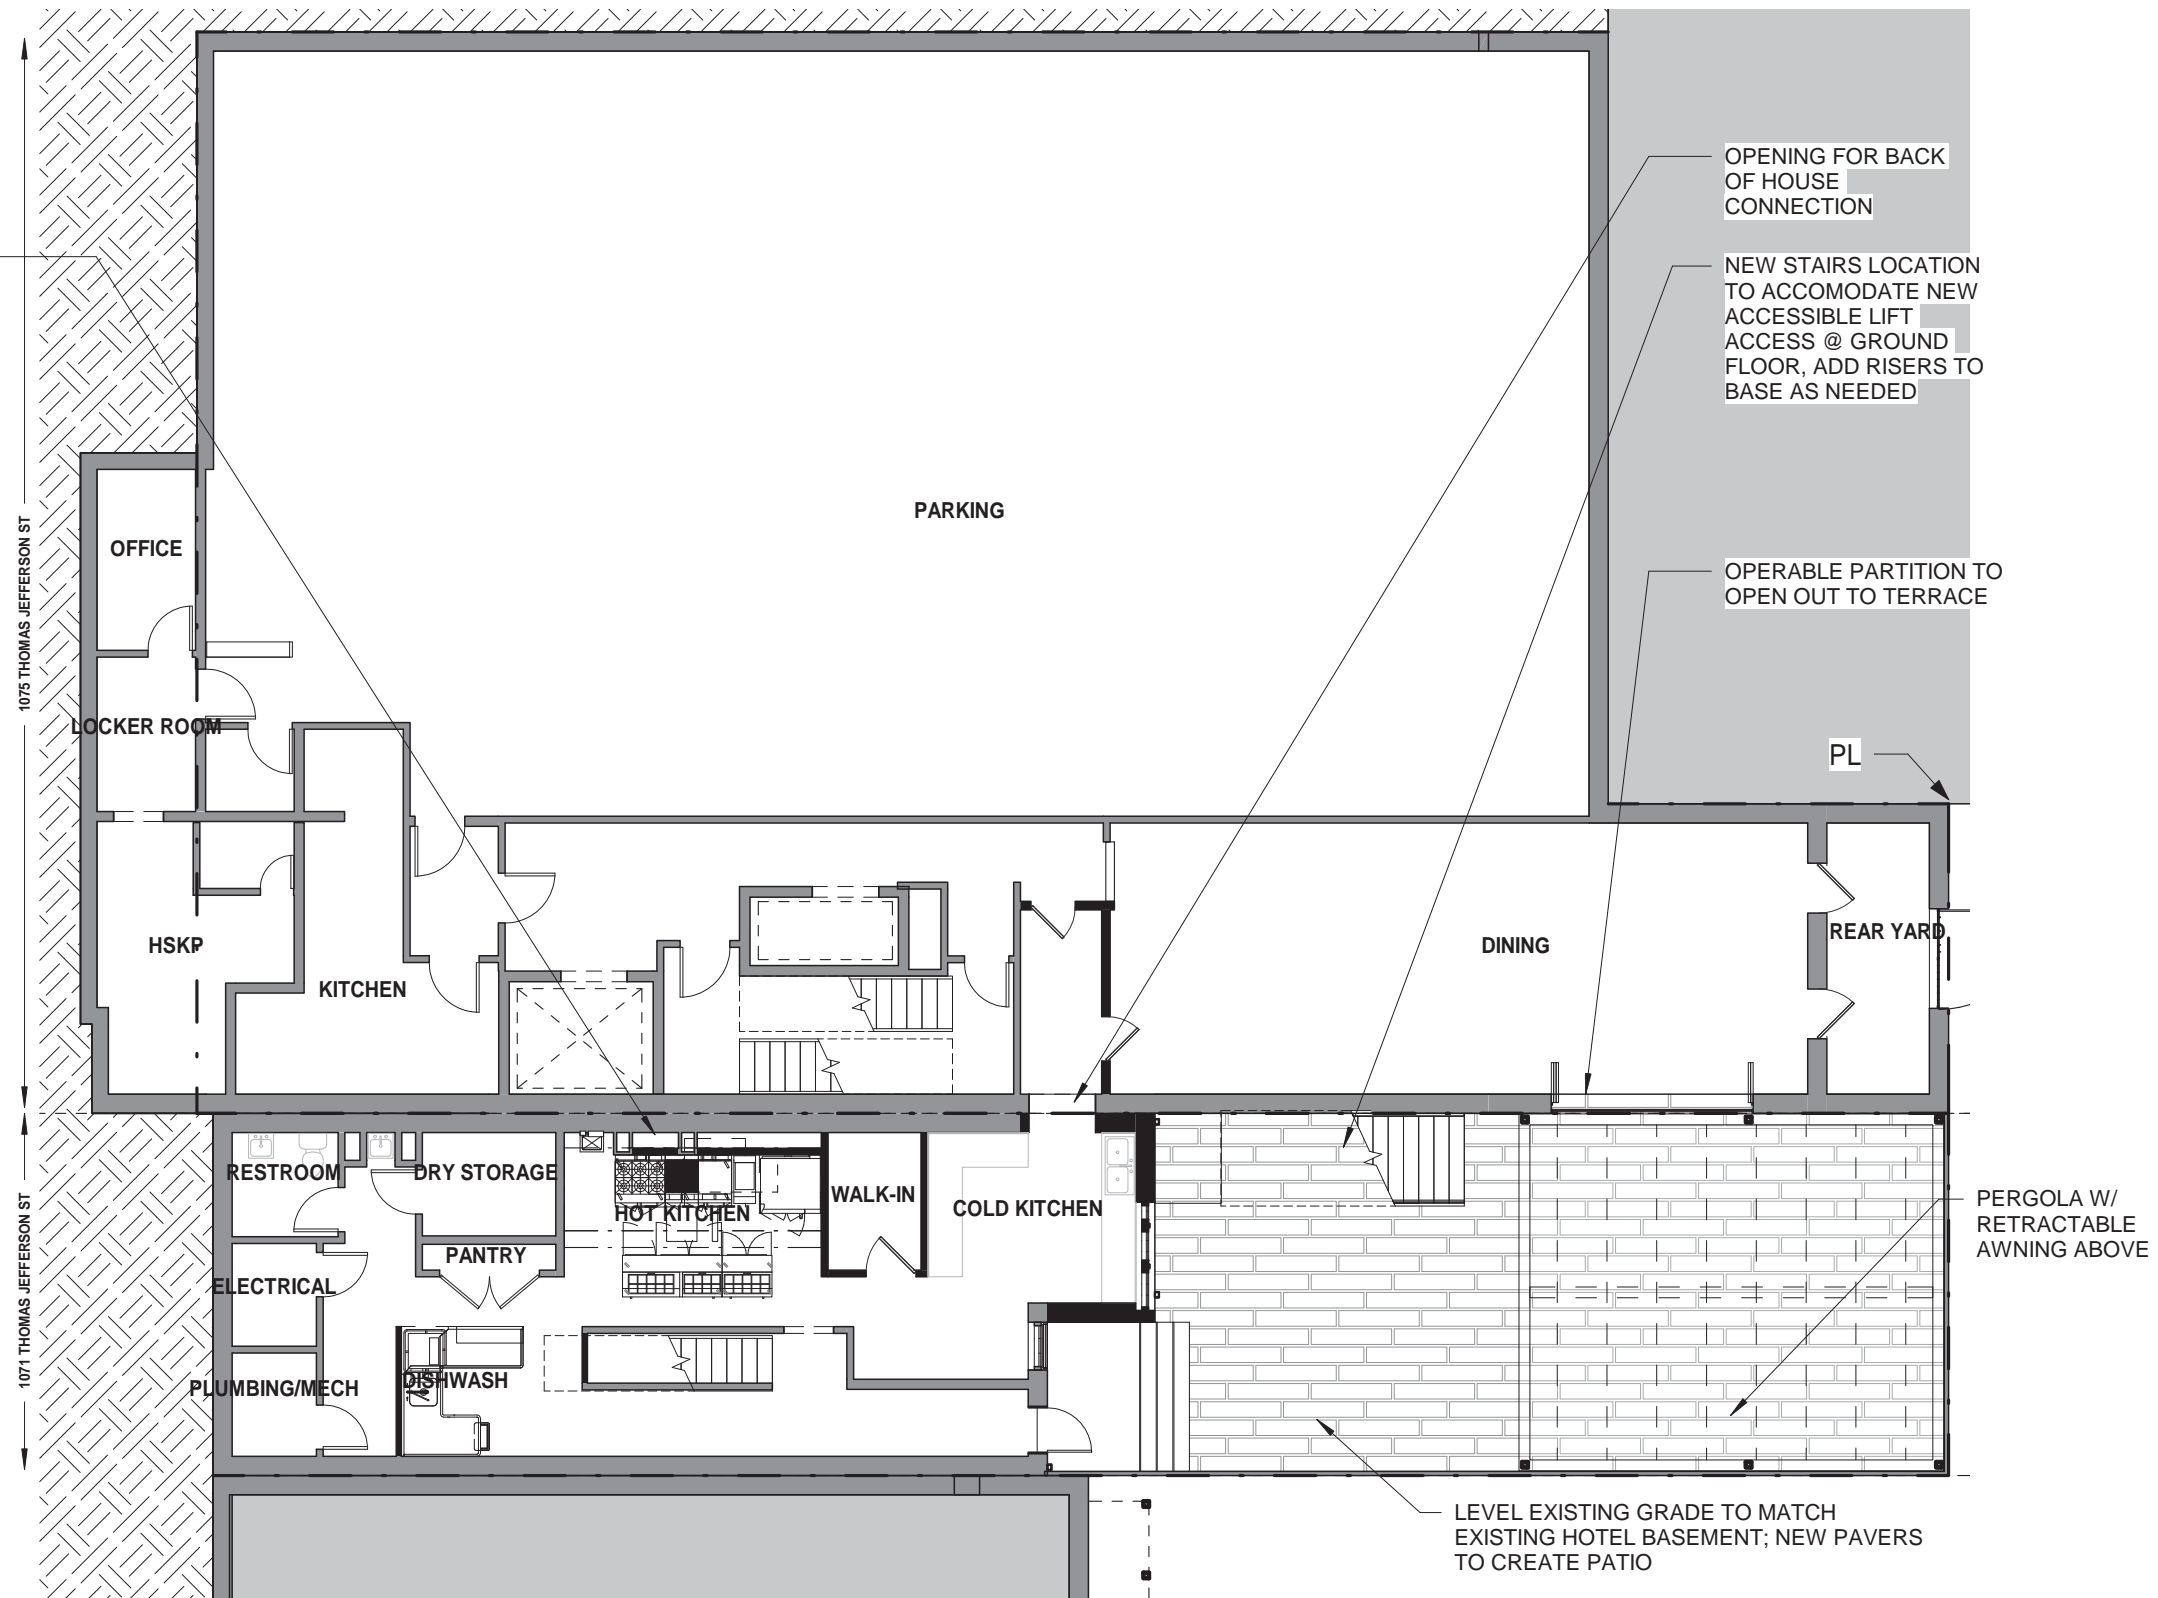 OPENING FOR BACK
OF HOUSE
CONNECTION
NEW STAIRS LOCATION
TO ACCOMODATE NEW
ACCESSIBLE LIFT
ACCESS @ GROUND
FLOOR, ADD RISERS TO
BASE AS NEEDED
PARKING
OFFICE
1075 THOMAS JEFFERSON ST
OPERABLE PARTITION TO
OPEN OUT TO TERRACE
LOCKER ROOM
PL
HSKP
KITCHEN
DINING
REAR YARD
RESTROOM
DRY STORAGE
HOT KITCHEN
WALK-IN
COLD KITCHEN
PERGOLA W/
RETRACTABLE
AWNING ABOVE
PANTRY
ELECTRICAL
1071 THOMAS JEFFERSON ST
PLUMBING/MECH
DISHWASH
LEVEL EXISTING GRADE TO MATCH
EXISTING HOTEL BASEMENT; NEW PAVERS
TO CREATE PATIO